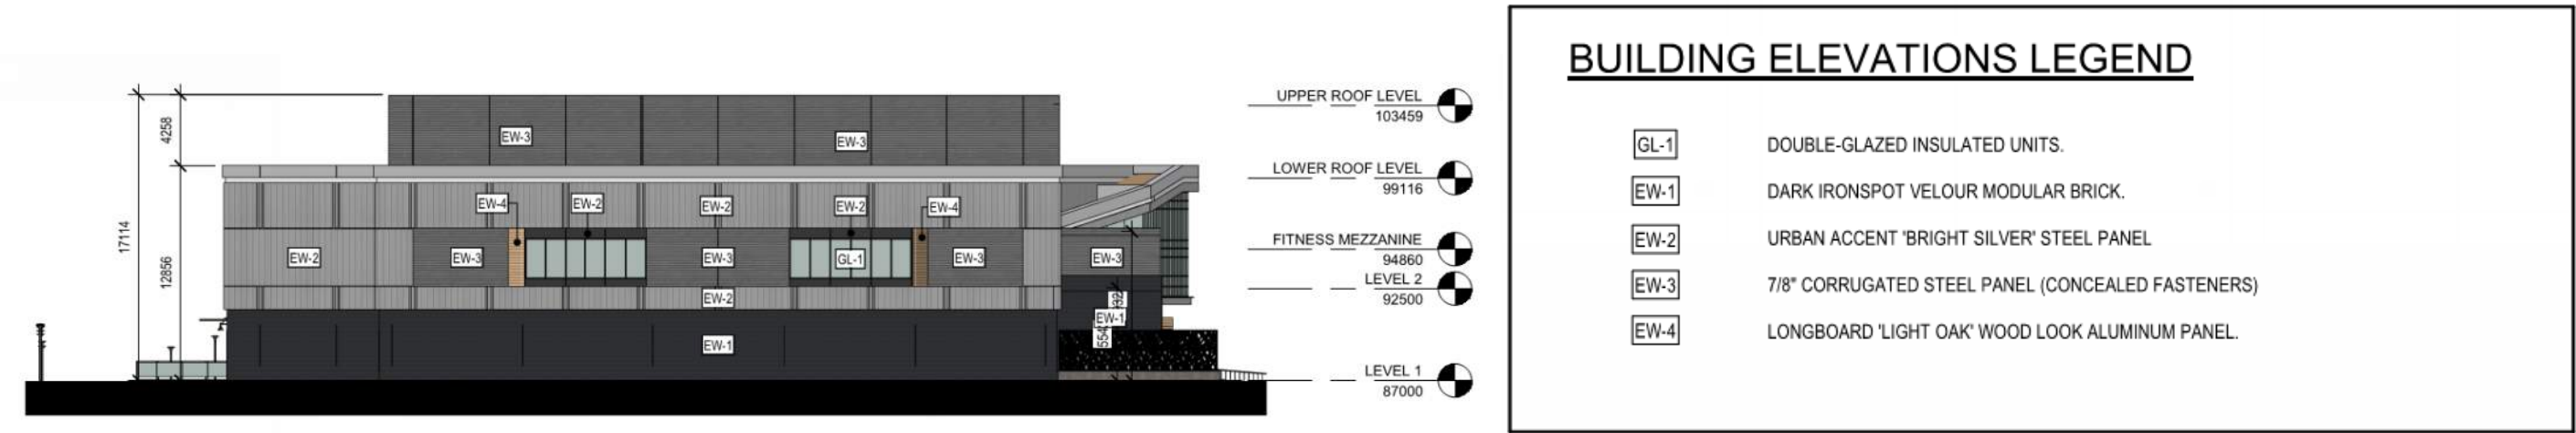 4258
17114
12856
EW-3
EW-3
EW-4
EW-2
EW-2
EW-2
EW-4
EW-2
EW-3
EW-3
GL-1
EW-3
EW-3
EW-2
EW-1
EW-1
UPPER ROOF LEVEL
103459
LOWER ROOF LEVEL
99116
FITNESS MEZZANINE
94860
LEVEL 2
92500
LEVEL 1
87000
BUILDING ELEVATIONS LEGEND
GL-1 DOUBLE-GLAZED INSULATED UNITS.
EW-1 DARK IRONSPOT VELOUR MODULAR BRICK.
EW-2 URBAN ACCENT 'BRIGHT SILVER' STEEL PANEL
EW-3 7/8" CORRUGATED STEEL PANEL (CONCEALED FASTENERS)
EW-4 LONGBOARD 'LIGHT OAK' WOOD LOOK ALUMINUM PANEL.